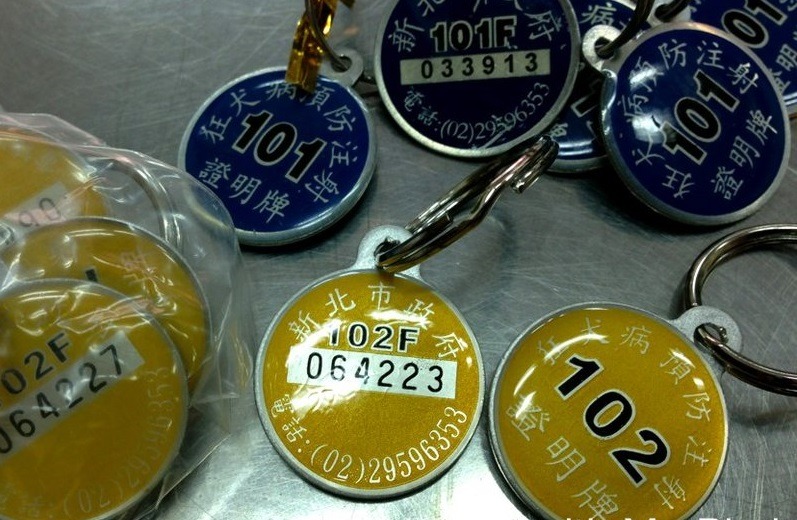 新北市政府
101F
033913
電話:(02)29596353
狂犬病預防注射
101
證明牌
狂犬病預防注射
101
證明牌
新北市政府
102F
064223
電話:(02)29596353
狂犬病預防注射
102
證明牌
02F
064227